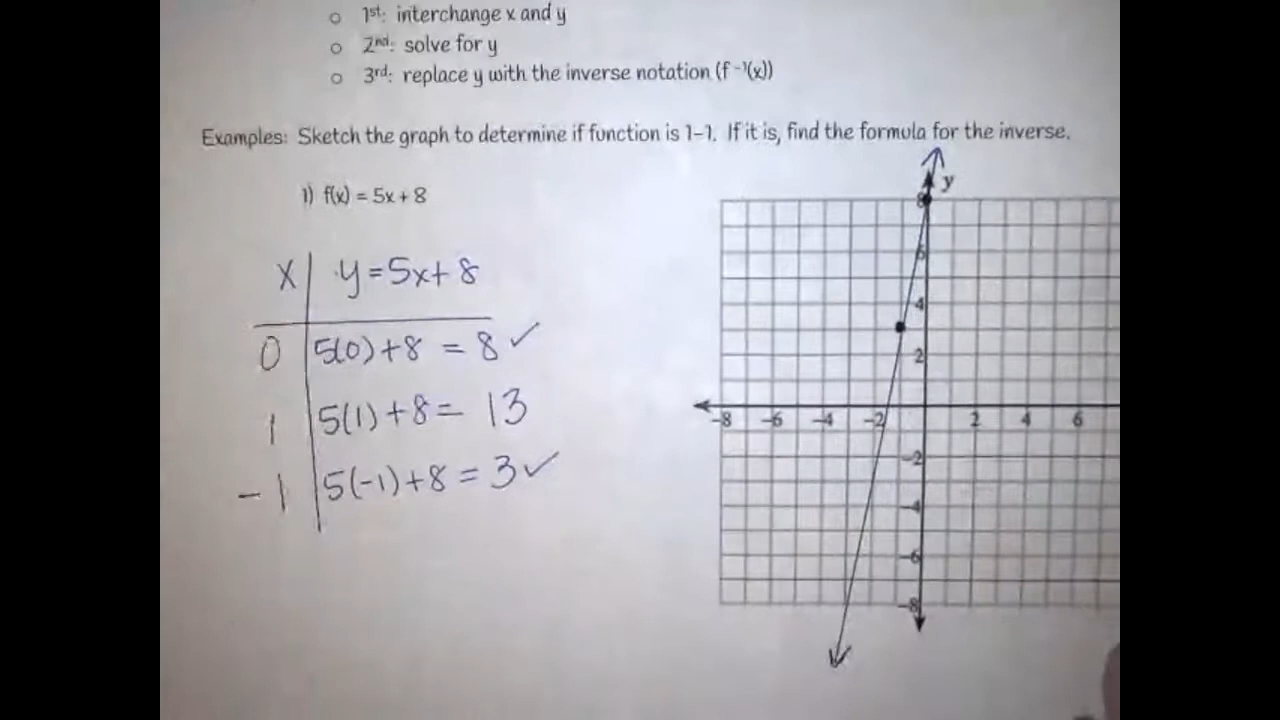 ○ 1st: interchange x and y
○ 2nd: solve for y
○ 3rd: replace y with the inverse notation (f⁻¹(x))
Examples: Sketch the graph to determine if function is 1-1. If it is, find the formula for the inverse.
1) f(x) = 5x + 8
x y = 5x + 8
0 5(0) + 8 = 8 ✓
1 5(1) + 8 = 13
-1 5(-1) + 8 = 3 ✓
y
8
6
4
2
-8 -6 -4 -2 2 4 6
-2
-4
-6
-8